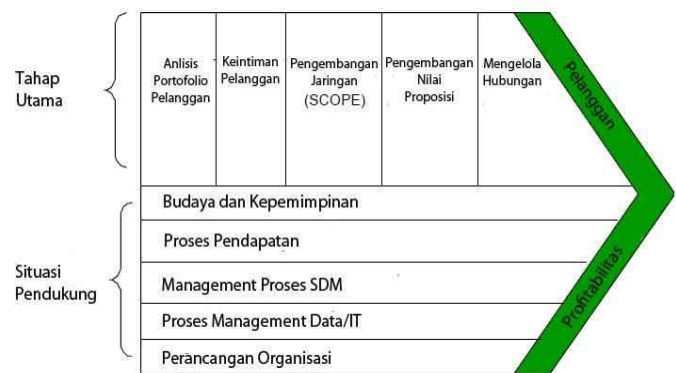 Tahap
Utama
Anlisis
Portofolio
Pelanggan
Keintiman
Pelanggan
Pengembangan
Jaringan
(SCOPE)
Pengembangan
Nilai
Proposisi
Mengelola
Hubungan
Pelanggan
Situasi
Pendukung
Budaya dan Kepemimpinan
Proses Pendapatan
Management Proses SDM
Proses Management Data/IT
Perancangan Organisasi
Profitabilitas